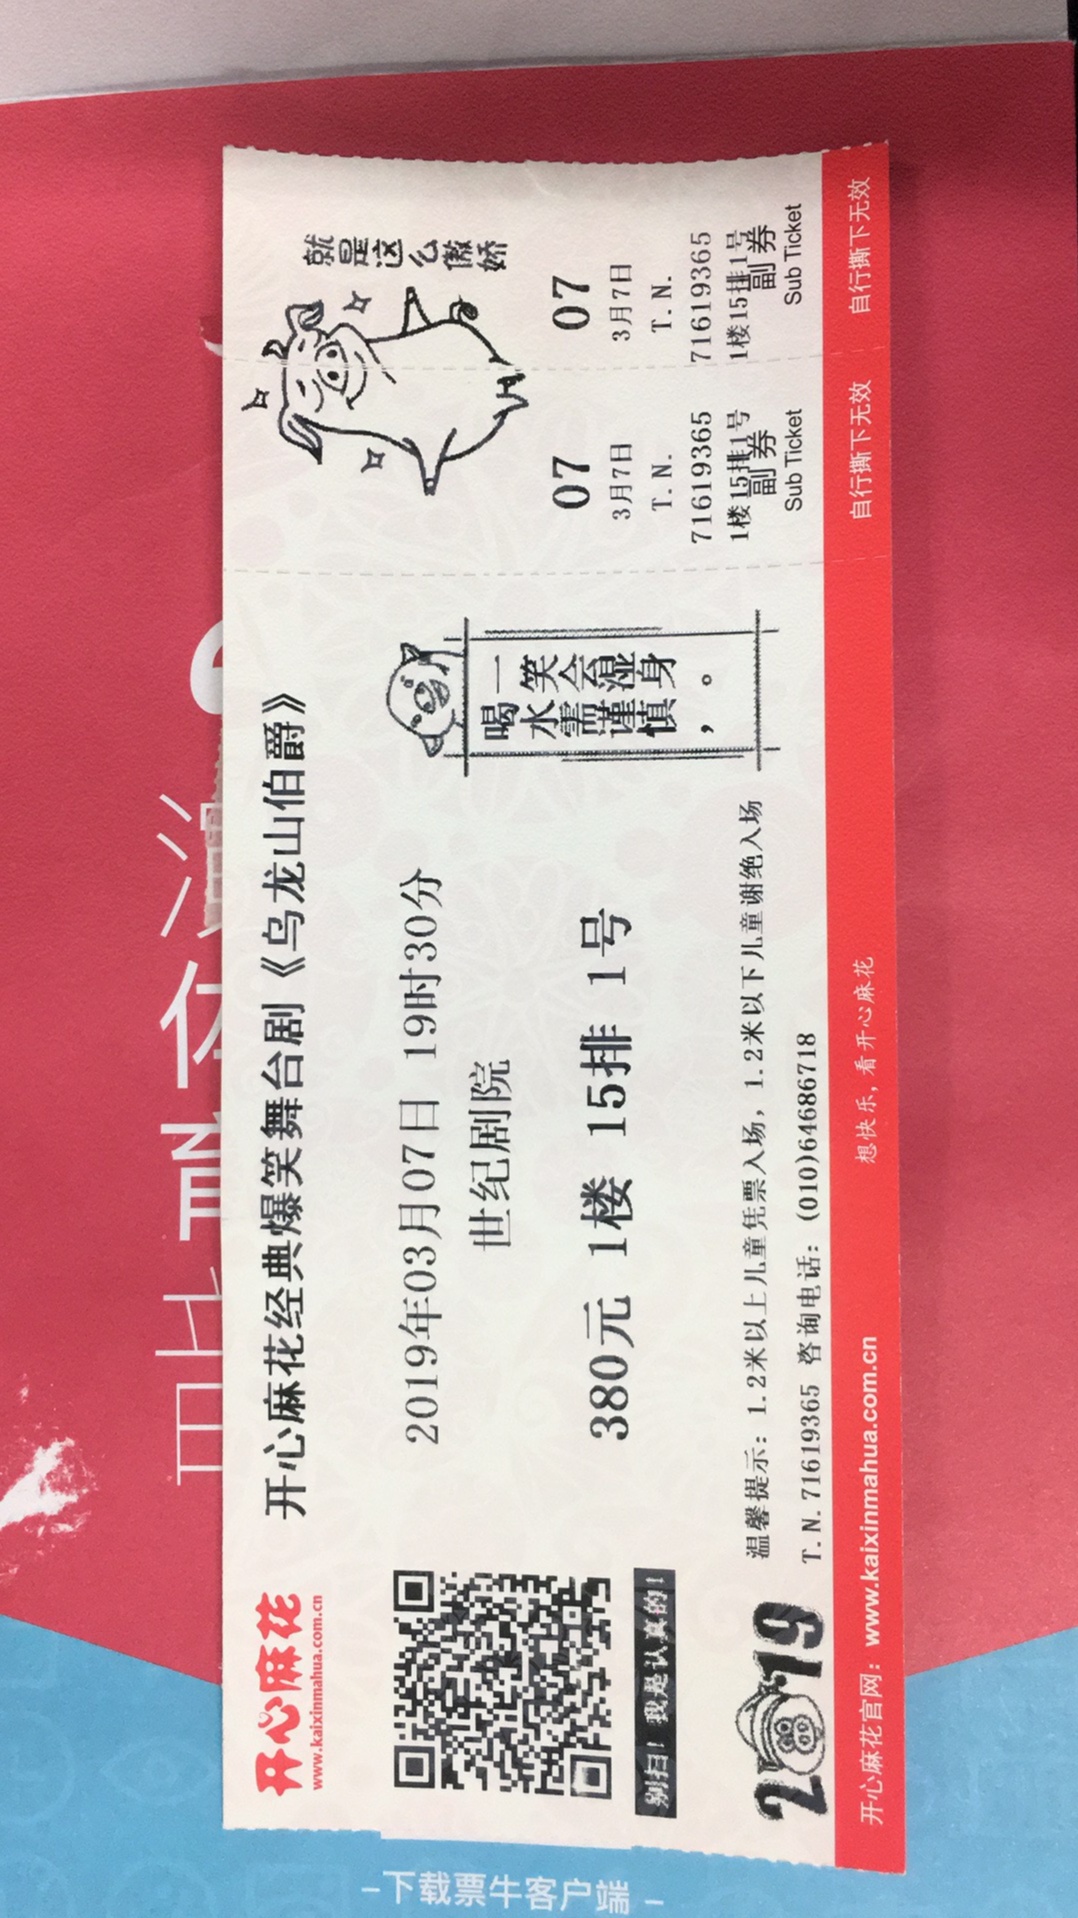 开心麻花
www.kaixinmahua.com.cn
开心麻花经典爆笑舞台剧《乌龙山伯爵》
2019年03月07日 19时30分
世纪剧院
380元 1楼 15排 1号
别扫！我是认真的！
2019
温馨提示：1.2米以上儿童凭票入场，1.2米以下儿童谢绝入场
T.N.71619365 咨询电话：(010)64686718
喝水需谨慎，
一笑会湿身。
07
3月7日
T.N.
71619365
1楼15排1号
副券
Sub Ticket
就是这么傲娇
07
3月7日
T.N.
71619365
1楼15排1号
副券
Sub Ticket
开心麻花官网：www.kaixinmahua.com.cn
想快乐，看开心麻花
自行撕下无效
自行撕下无效
-下载票牛客户端-